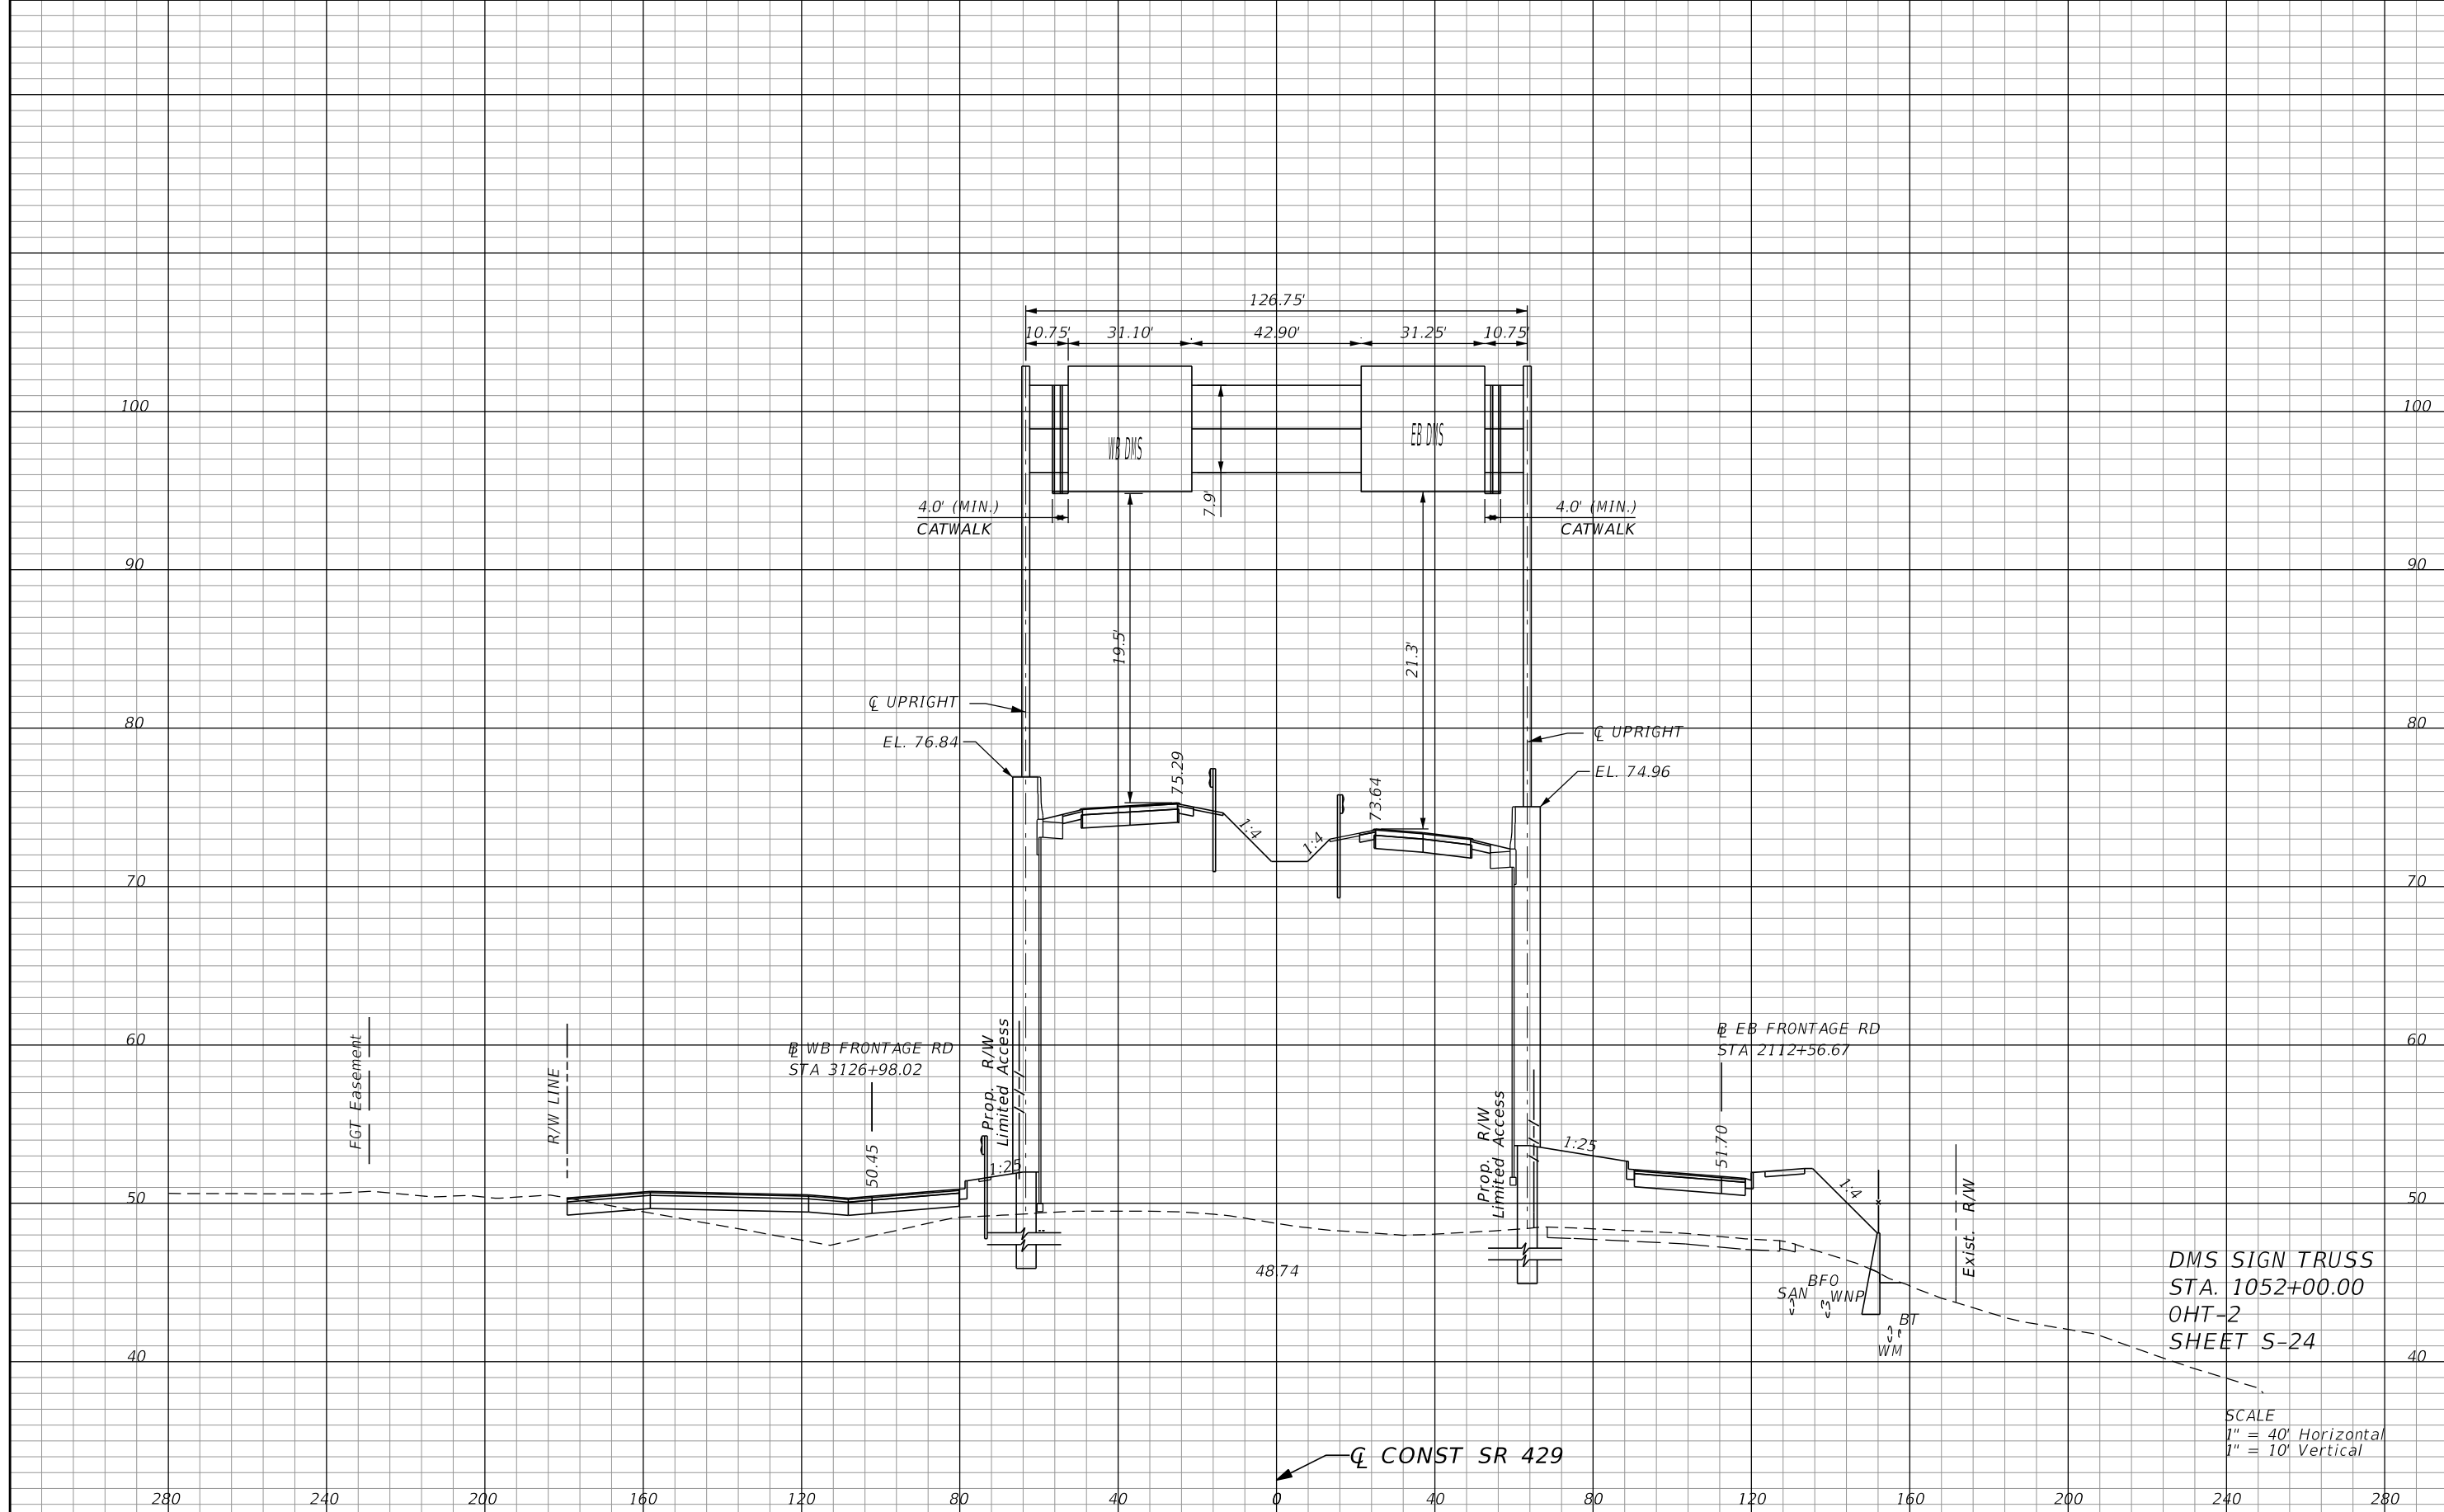 126.75'
10.75'
31.10'
42.90'
31.25'
10.75'
100
100
WB DMS
EB DMS
7.9'
4.0' (MIN.)
CATWALK
4.0' (MIN.)
CATWALK
90
90
19.5'
21.3'
℄ UPRIGHT
80
80
℄ UPRIGHT
EL. 76.84
75.29
EL. 74.96
73.64
1:4
1:4
70
70
60
60
FGT Easement
R/W LINE
B WB FRONTAGE RD
STA 3126+98.02
50.45
Prop. R/W
Limited Access
1:25
Prop. R/W
Limited Access
1:25
B EB FRONTAGE RD
STA 2112+56.67
51.70
1:4
Exist. R/W
50
50
48.74
SAN
BFO
WNP
BT
WM
DMS SIGN TRUSS
STA. 1052+00.00
OHT-2
SHEET S-24
40
40
SCALE
1" = 40' Horizontal
1" = 10' Vertical
℄ CONST SR 429
280
240
200
160
120
80
40
0
40
80
120
160
200
240
280